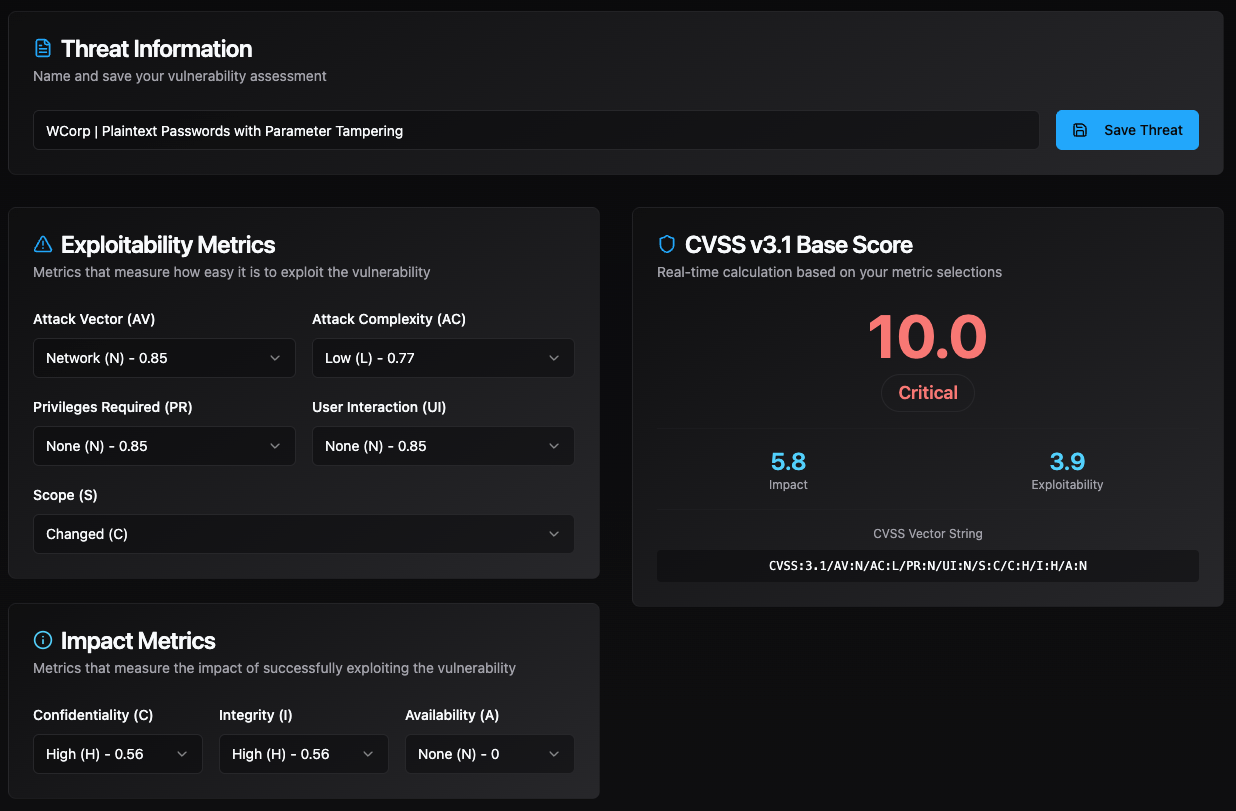 Threat Information
Name and save your vulnerability assessment
WCorp | Plaintext Passwords with Parameter Tampering
Save Threat
Exploitability Metrics
Metrics that measure how easy it is to exploit the vulnerability
Attack Vector (AV)
Attack Complexity (AC)
Network (N) - 0.85
Low (L) - 0.77
Privileges Required (PR)
User Interaction (UI)
None (N) - 0.85
None (N) - 0.85
Scope (S)
Changed (C)
Impact Metrics
Metrics that measure the impact of successfully exploiting the vulnerability
Confidentiality (C)
Integrity (I)
Availability (A)
High (H) - 0.56
High (H) - 0.56
None (N) - 0
CVSS v3.1 Base Score
Real-time calculation based on your metric selections
10.0
Critical
5.8
Impact
3.9
Exploitability
CVSS Vector String
CVSS:3.1/AV:N/AC:L/PR:N/UI:N/S:C/C:H/I:H/A:N